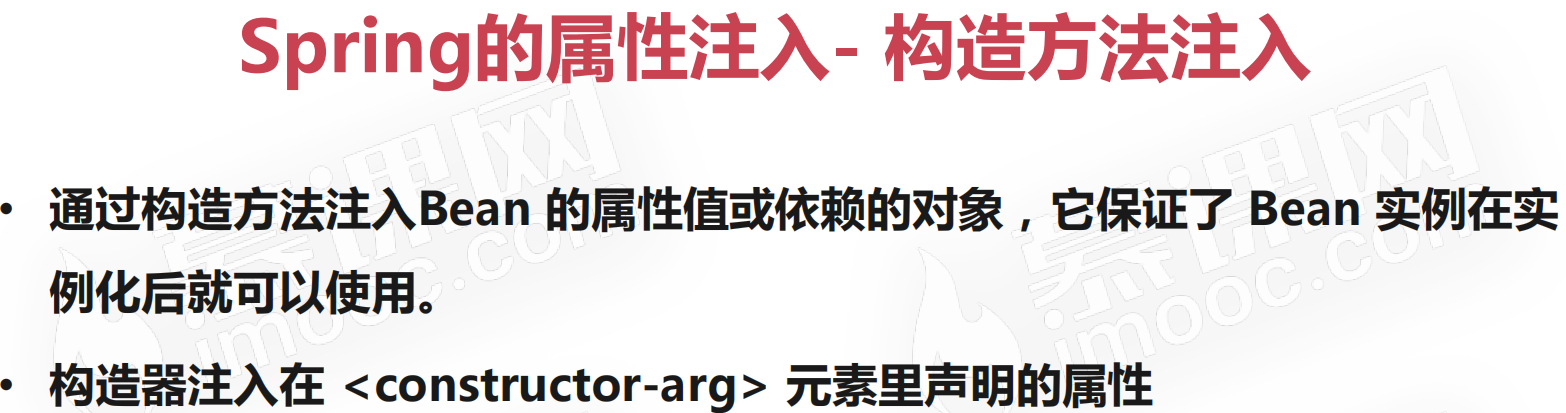 Spring的属性注入- 构造方法注入
• 通过构造方法注入Bean 的属性值或依赖的对象，它保证了 Bean 实例在实
例化后就可以使用。
• 构造器注入在 <constructor-arg> 元素里声明的属性
慕课网
imooc.com
慕课网
imooc.com